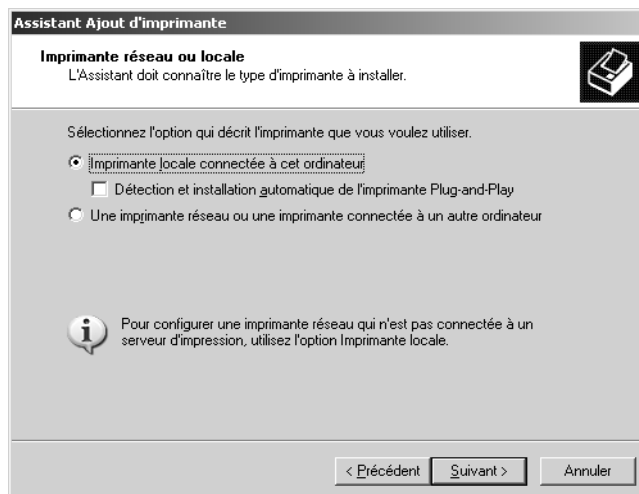 Assistant Ajout d'imprimante
Imprimante réseau ou locale
L'Assistant doit connaître le type d'imprimante à installer.
Sélectionnez l'option qui décrit l'imprimante que vous voulez utiliser.
Imprimante locale connectée à cet ordinateur
Détection et installation automatique de l'imprimante Plug-and-Play
Une imprimante réseau ou une imprimante connectée à un autre ordinateur
Pour configurer une imprimante réseau qui n'est pas connectée à un
serveur d'impression, utilisez l'option Imprimante locale.
< Précédent Suivant > Annuler